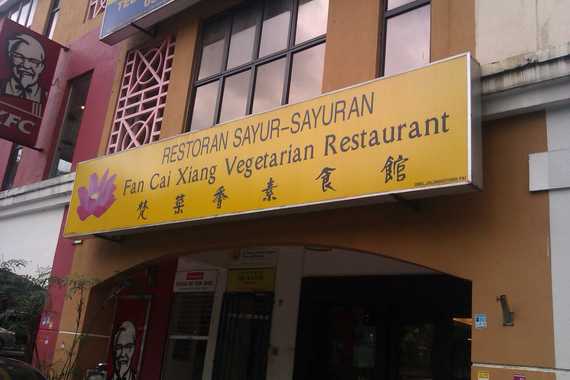 KFC
RESTORAN SAYUR-SAYURAN
Fan Cai Xiang Vegetarian Restaurant
梵菜香素食館